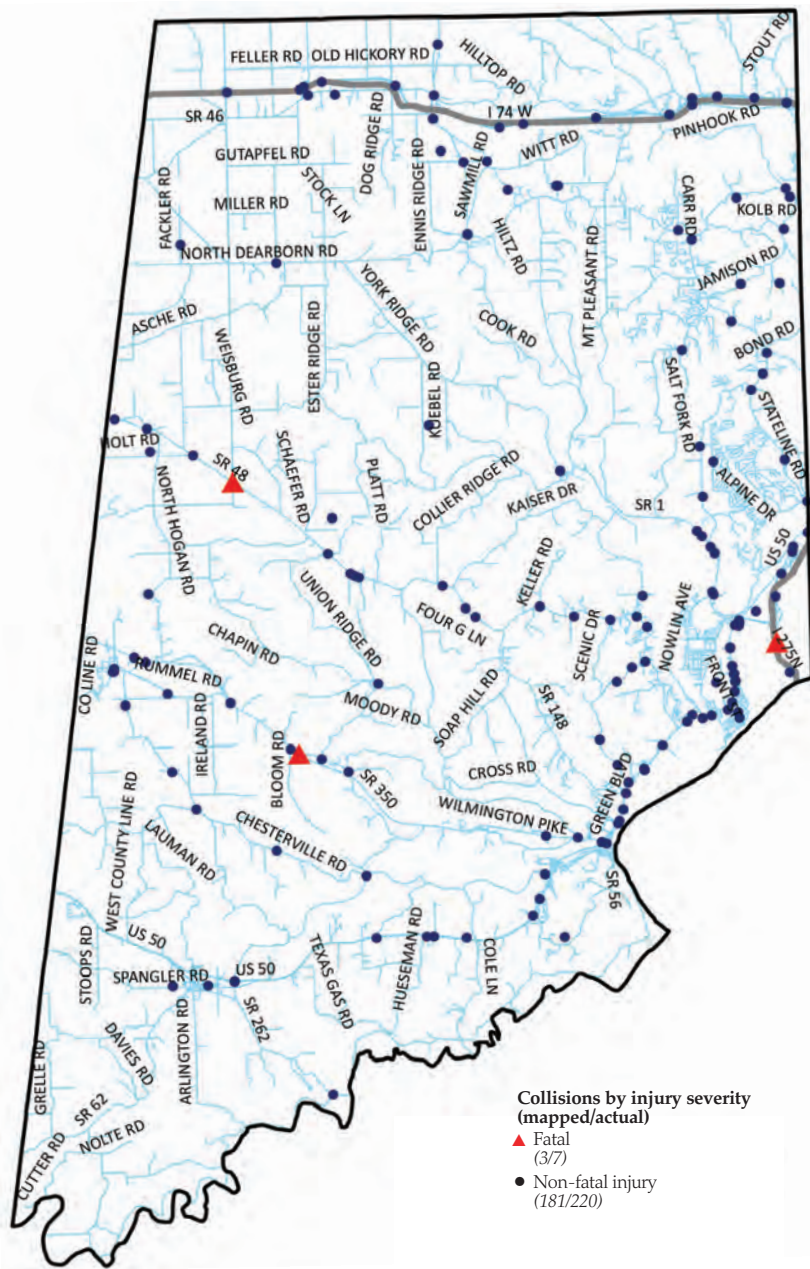 STOUT RD
FELLER RD
OLD HICKORY RD
HILLTOP RD
SR 46
I 74 W
PINHOOK RD
WITT RD
DOG RIDGE RD
GUTAPFEL RD
ENNIS RIDGE RD
SAWMILL RD
STOCK LN
FACKLER RD
MILLER RD
CARR RD
KOLB RD
HILTZ RD
MT PLEASANT RD
NORTH DEARBORN RD
JAMISON RD
YORK RIDGE RD
ASCHE RD
COOK RD
WEISBURG RD
ESTER RIDGE RD
BOND RD
SALT FORK RD
KUEBEL RD
STATELINE RD
HOLT RD
SR 48
SCHAEFER RD
PLATT RD
COLLIER RIDGE RD
KAISER DR
ALPINE DR
SR 1
NORTH HOGAN RD
US 50
KELLER RD
UNION RIDGE RD
FOUR G LN
SCENIC DR
NOWLIN AVE
CHAPIN RD
I 275N
CO LINE RD
RUMMEL RD
FRONT ST
MOODY RD
SOAP HILL RD
SR 148
IRELAND RD
BLOOM RD
SR 350
CROSS RD
GREEN BLVD
WILMINGTON PIKE
WEST COUNTY LINE RD
LAUMAN RD
CHESTERVILLE RD
SR 56
US 50
STOOPS RD
SPANGLER RD
US 50
TEXAS GAS RD
HUESEMAN RD
COLE LN
SR 262
DAVIES RD
ARLINGTON RD
GRELLE RD
SR 62
NOLTE RD
CUTTER RD
Collisions by injury severity
(mapped/actual)
Fatal
(3/7)
Non-fatal injury
(181/220)